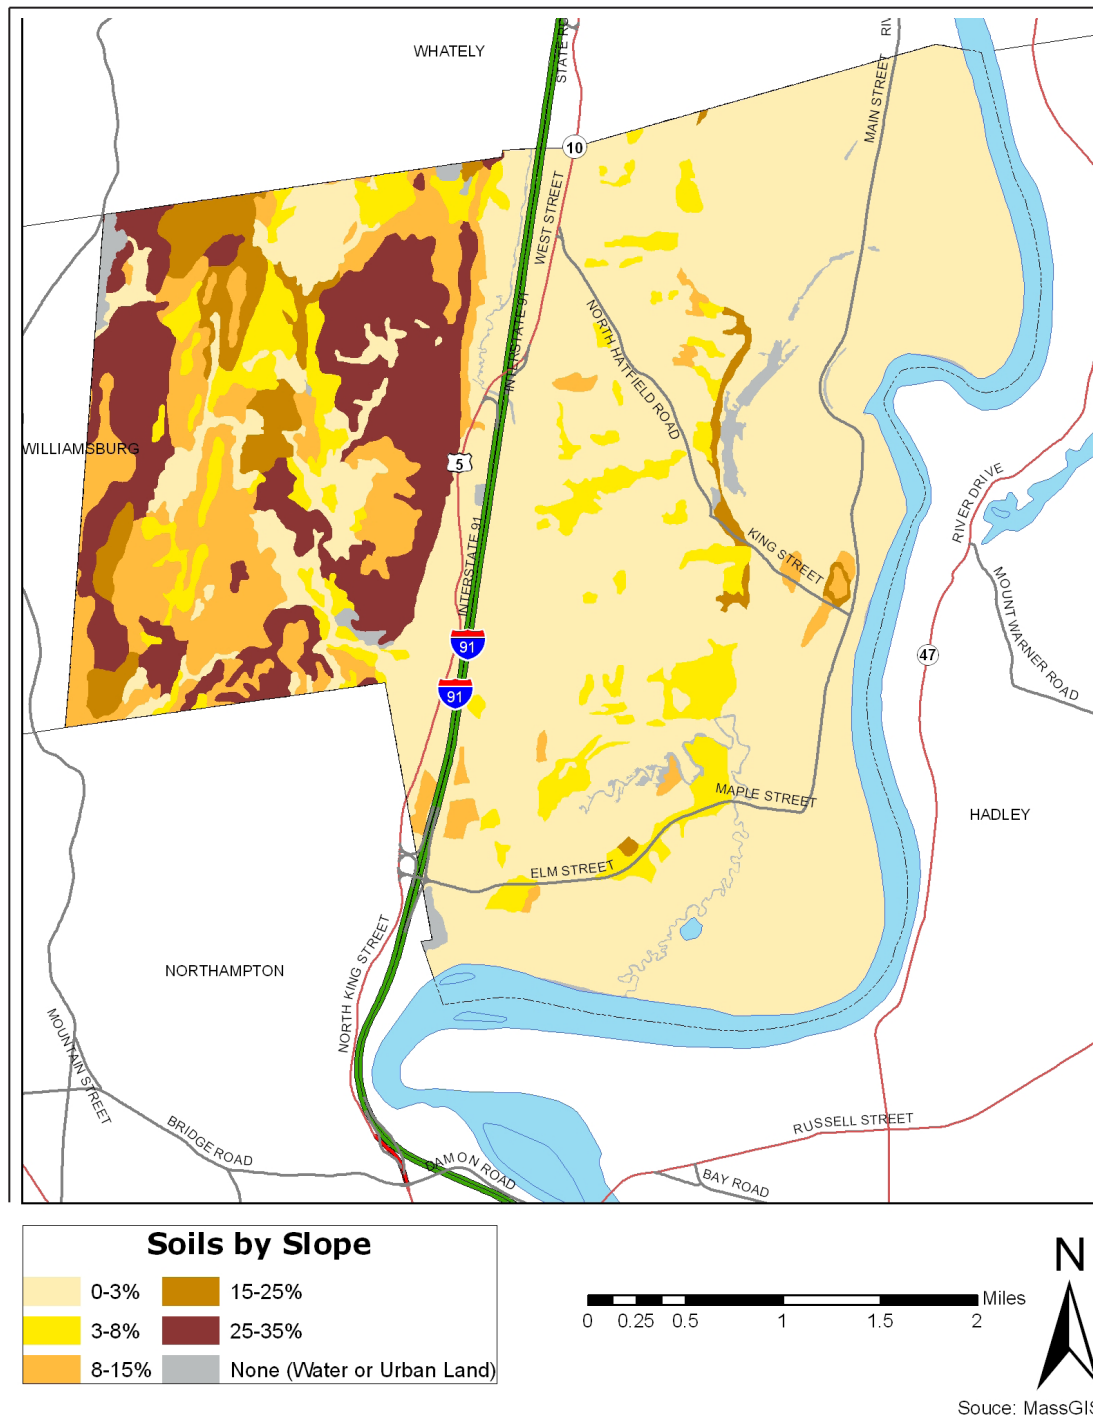 WHATELY
STATE RO
MAIN STREET
RIV
10
WEST STREET
INTERSTATE 91
NORTH HATFIELD ROAD
WILLIAMSBURG
5
INTERSTATE 91
RIVER DRIVE
KING STREET
MOUNT WARNER ROAD
91
47
91
MAPLE STREET
HADLEY
ELM STREET
NORTHAMPTON
NORTH KING STREET
MOUNTAIN STREET
BRIDGE ROAD
DAMON ROAD
RUSSELL STREET
BAY ROAD
Soils by Slope
0-3%
15-25%
3-8%
25-35%
8-15%
None (Water or Urban Land)
Miles
0 0.25 0.5 1 1.5 2
N
Souce: MassGIS